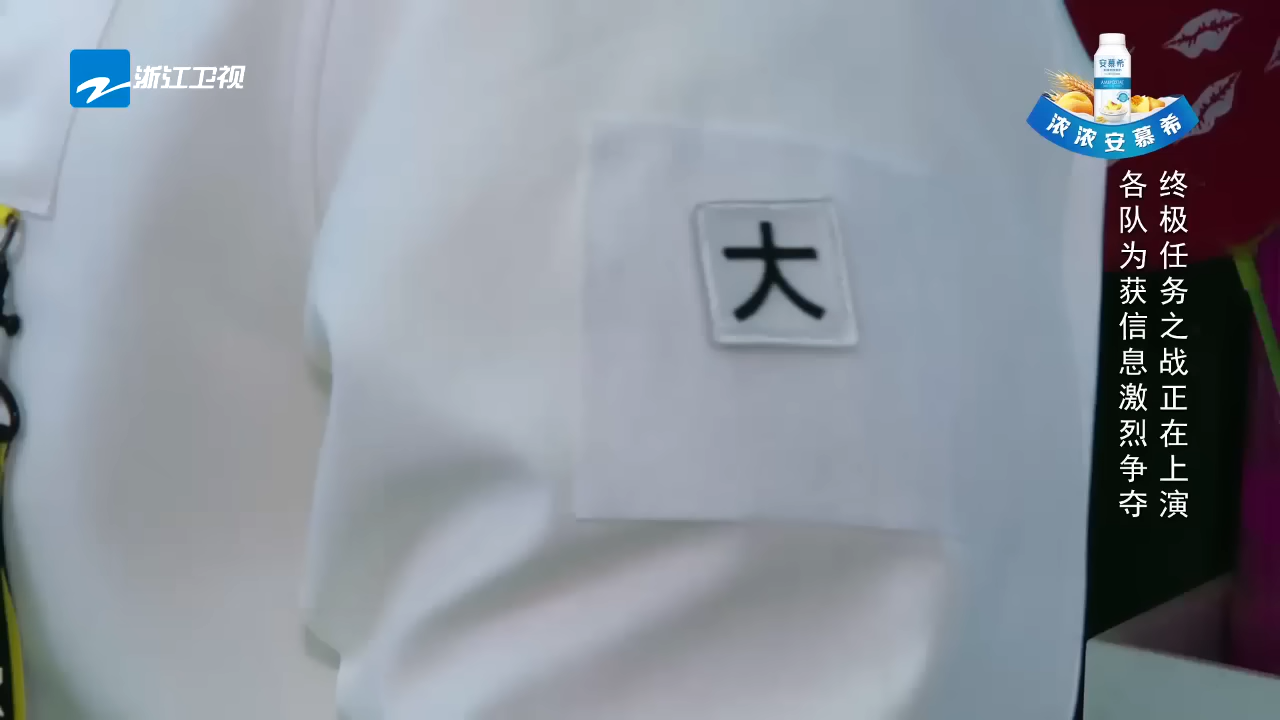 浙江卫视
安慕希
浓浓安慕希
终极任务之战正在上演
各队为获信息激烈争夺
大